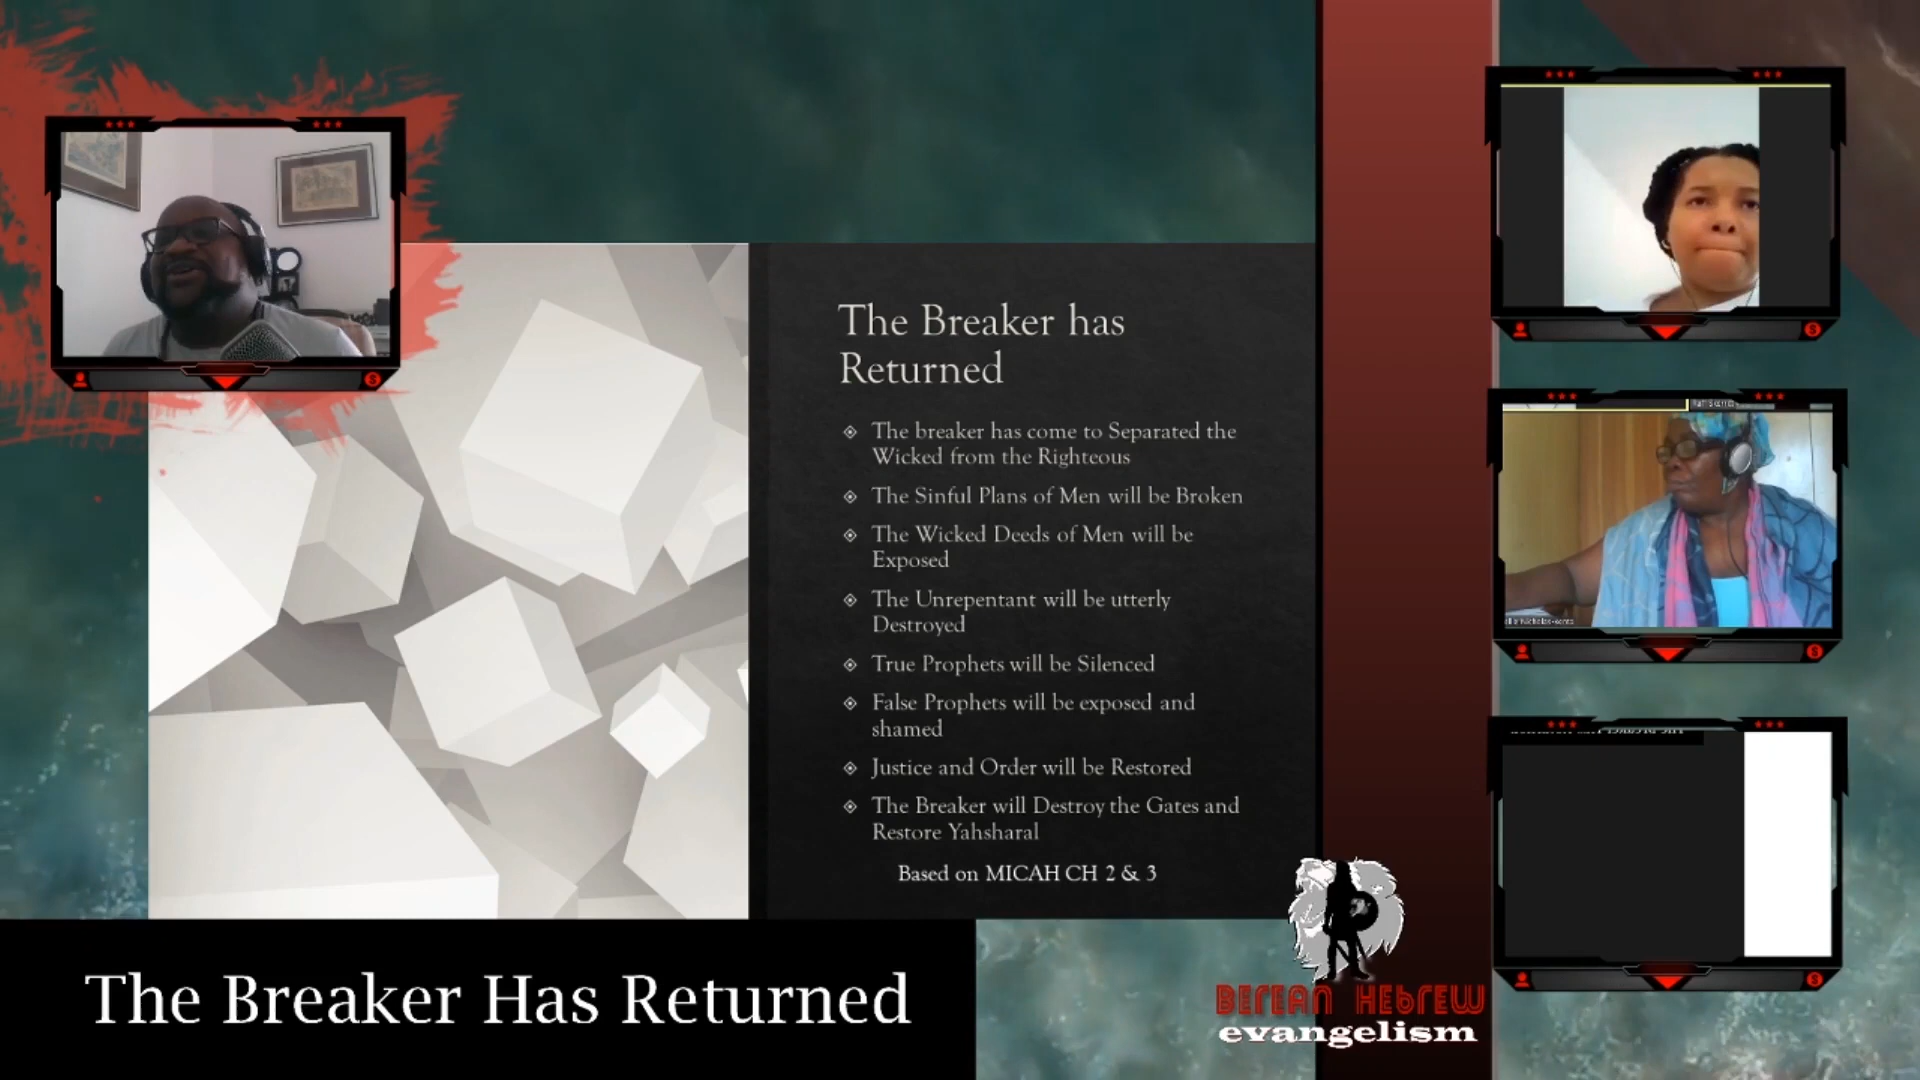 The Breaker has
Returned
The breaker has come to Separated the
Wicked from the Righteous
The Sinful Plans of Men will be Broken
The Wicked Deeds of Men will be
Exposed
The Unrepentant will be utterly
Destroyed
True Prophets will be Silenced
False Prophets will be exposed and
shamed
Justice and Order will be Restored
The Breaker will Destroy the Gates and
Restore Yahsharal
Based on MICAH CH 2 & 3
The Breaker Has Returned
BEREAN HEbrEW
evangelism